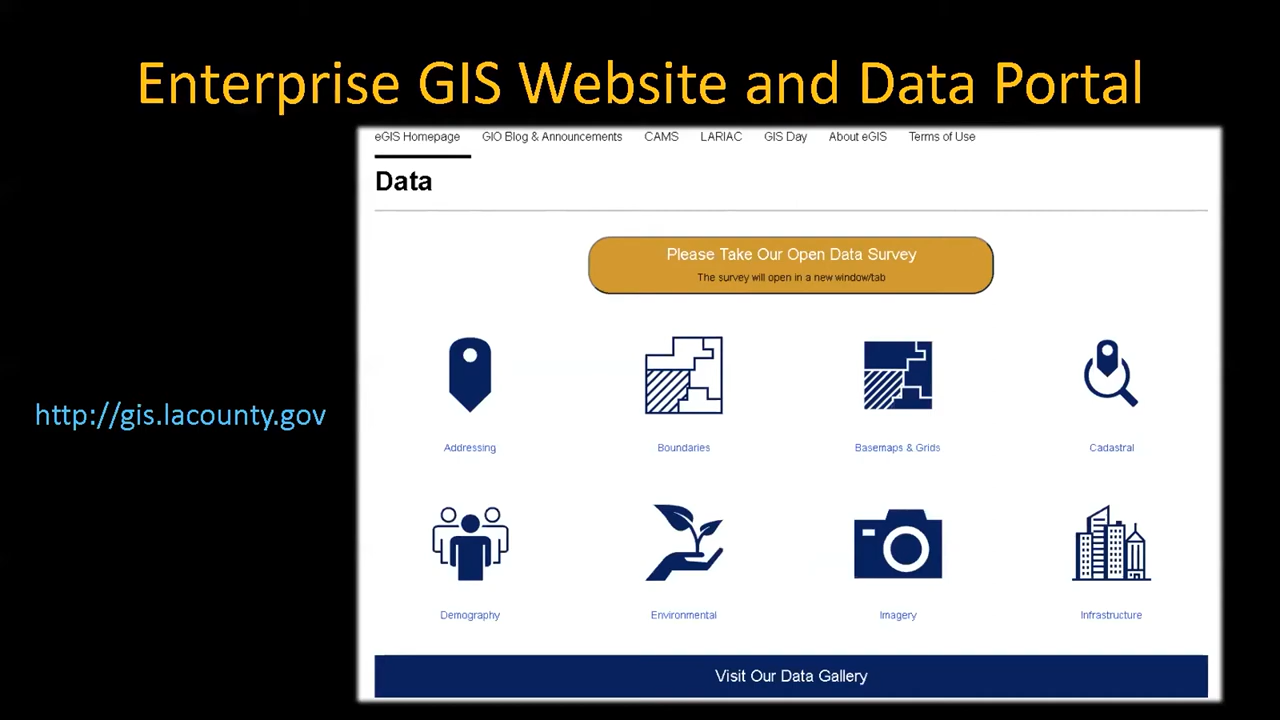 Enterprise GIS Website and Data Portal
eGIS Homepage GIO Blog & Announcements CAMS LARIAC GIS Day About eGIS Terms of Use
Data
Please Take Our Open Data Survey
The survey will open in a new window/tab
http://gis.lacounty.gov
Addressing Boundaries Basemaps & Grids Cadastral
Demography Environmental Imagery Infrastructure
Visit Our Data Gallery